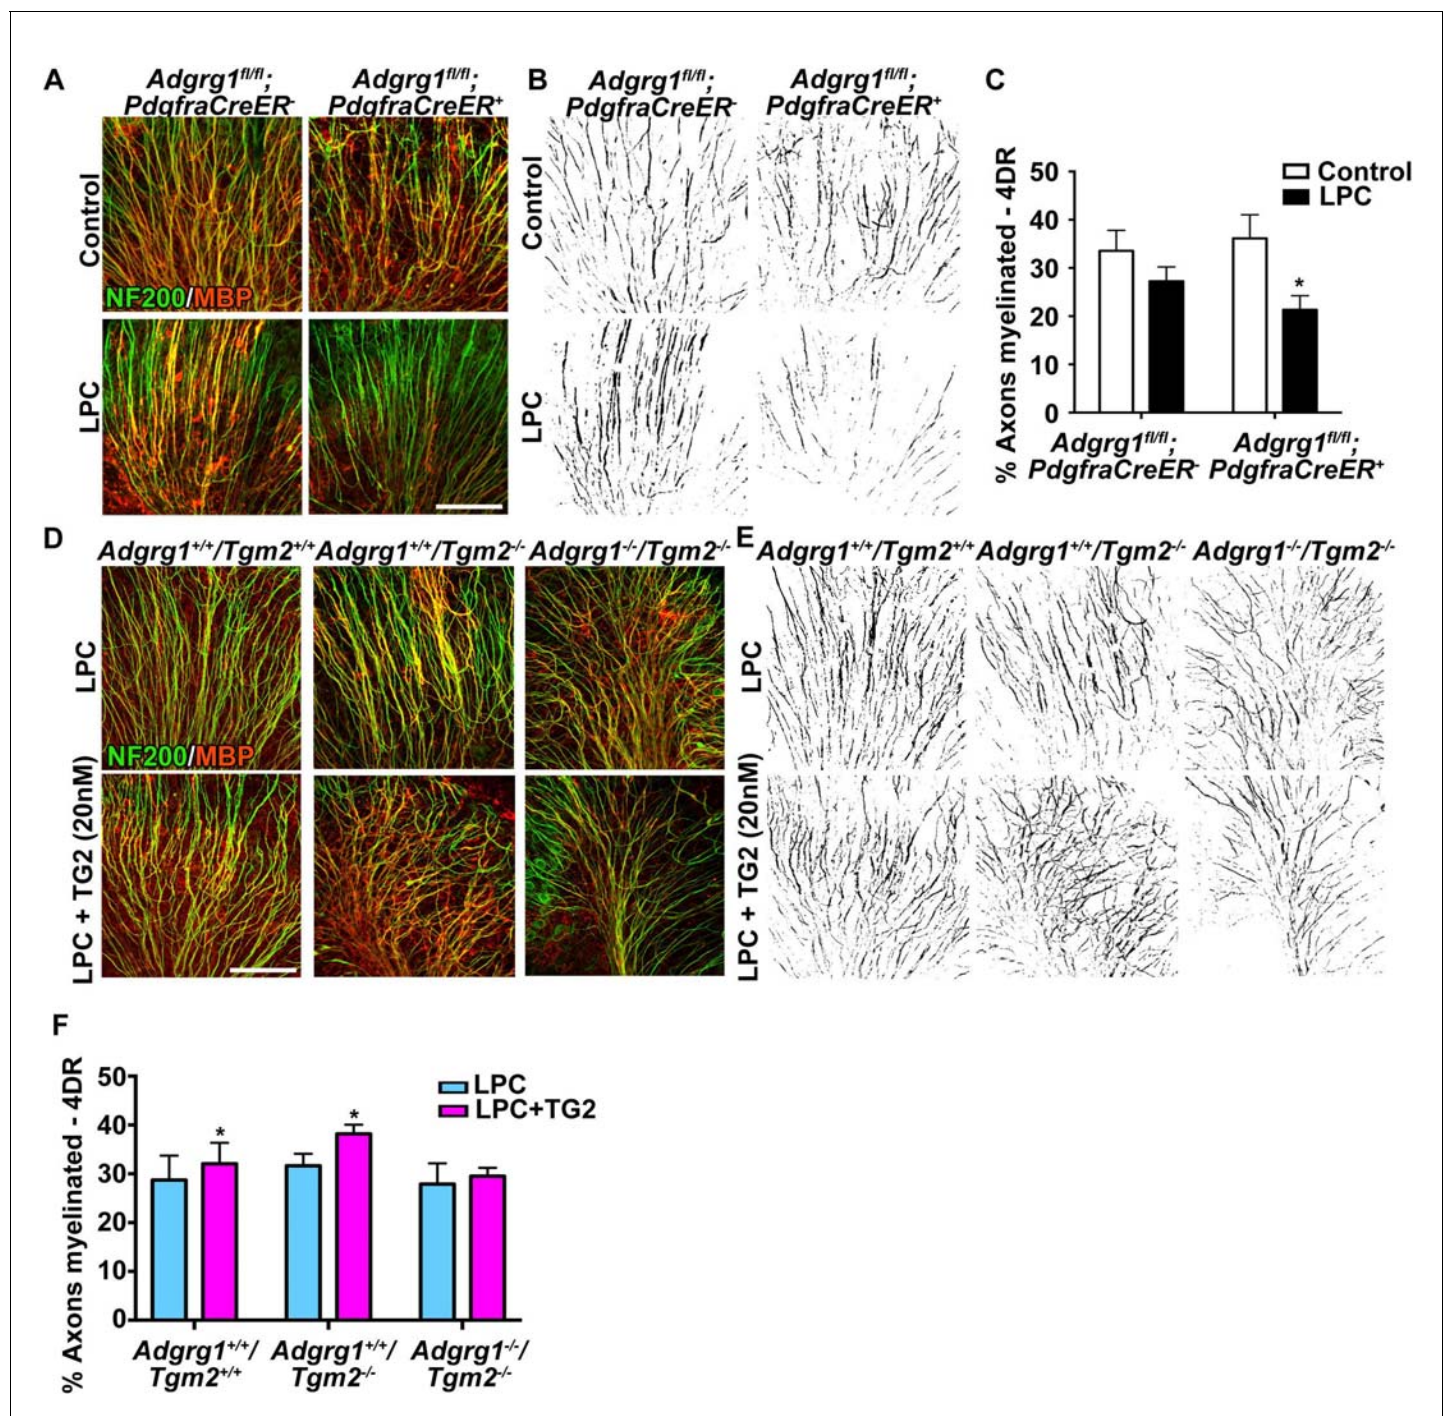 A
Adgrg1fl/fl;
PdgfraCreER-
Adgrg1fl/fl;
PdgfraCreER+
Control
NF200/MBP
LPC
B
Adgrg1fl/fl;
PdgfraCreER-
Adgrg1fl/fl;
PdgfraCreER+
Control
LPC
C
% Axons myelinated - 4DR
50
40
30
20
10
0
Control
LPC
*
Adgrg1fl/fl;
PdgfraCreER-
Adgrg1fl/fl;
PdgfraCreER+
D
Adgrg1+/+/Tgm2+/+
Adgrg1+/+/Tgm2-/-
Adgrg1-/-/Tgm2-/-
LPC
NF200/MBP
LPC + TG2 (20nM)
E
Adgrg1+/+/Tgm2+/+
Adgrg1+/+/Tgm2-/-
Adgrg1-/-/Tgm2-/-
LPC
LPC + TG2 (20nM)
F
% Axons myelinated - 4DR
50
40
30
20
10
0
LPC
LPC+TG2
*
*
Adgrg1+/+/
Tgm2+/+
Adgrg1+/+/
Tgm2-/-
Adgrg1-/-/
Tgm2-/-